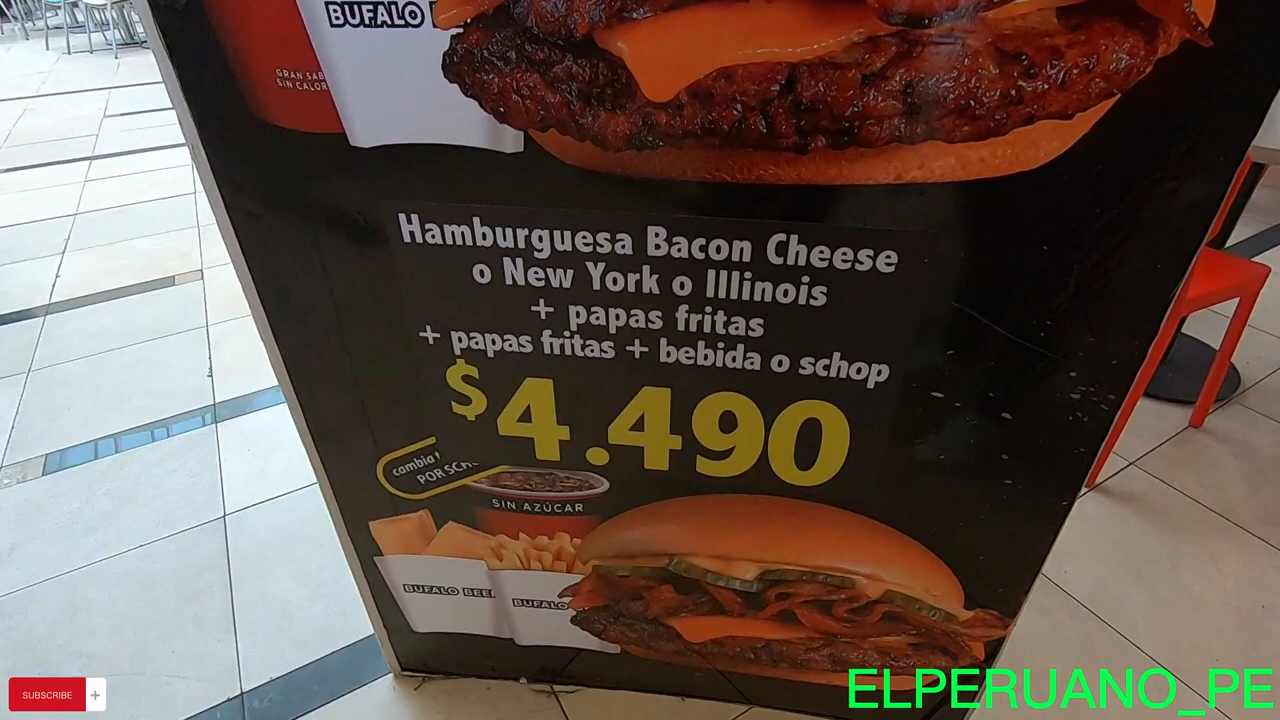 BUFALO
GRAN SAB
SIN CALOR
Hamburguesa Bacon Cheese
o New York o Illinois
+ papas fritas
+ papas fritas + bebida o schop
$4.490
cambia
POR SCH
SIN AZÚCAR
BUFALO BEEF
BUFALO
SUBSCRIBE +
ELPERUANO_PE